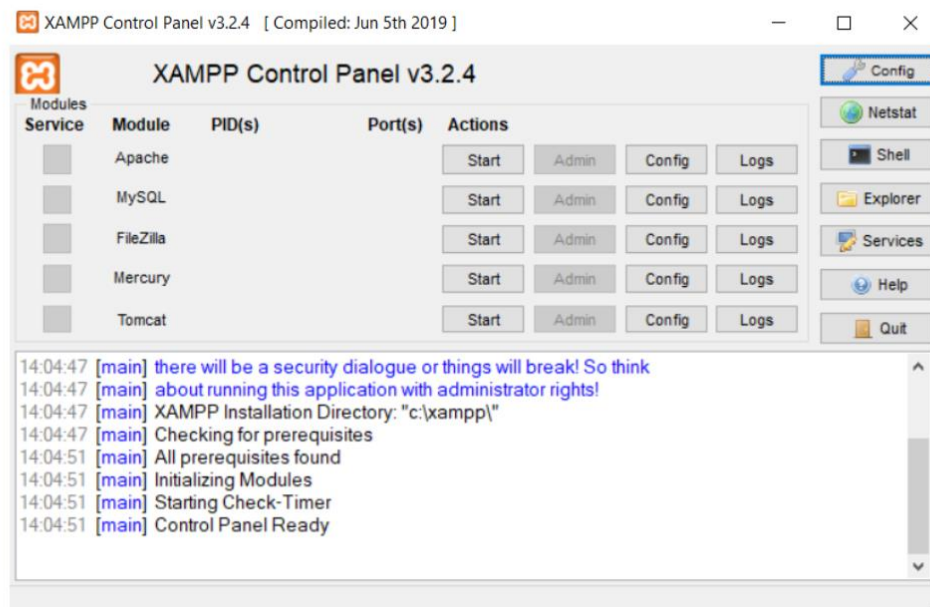 XAMPP Control Panel v3.2.4 [ Compiled: Jun 5th 2019 ]
XAMPP Control Panel v3.2.4
Config
Modules
Service Module PID(s) Port(s) Actions
Netstat
Apache Start Admin Config Logs
Shell
MySQL Start Admin Config Logs
Explorer
FileZilla Start Admin Config Logs
Services
Mercury Start Admin Config Logs
Help
Tomcat Start Admin Config Logs
Quit
14:04:47 [main] there will be a security dialogue or things will break! So think
14:04:47 [main] about running this application with administrator rights!
14:04:47 [main] XAMPP Installation Directory: "c:\xampp\"
14:04:47 [main] Checking for prerequisites
14:04:51 [main] All prerequisites found
14:04:51 [main] Initializing Modules
14:04:51 [main] Starting Check-Timer
14:04:51 [main] Control Panel Ready